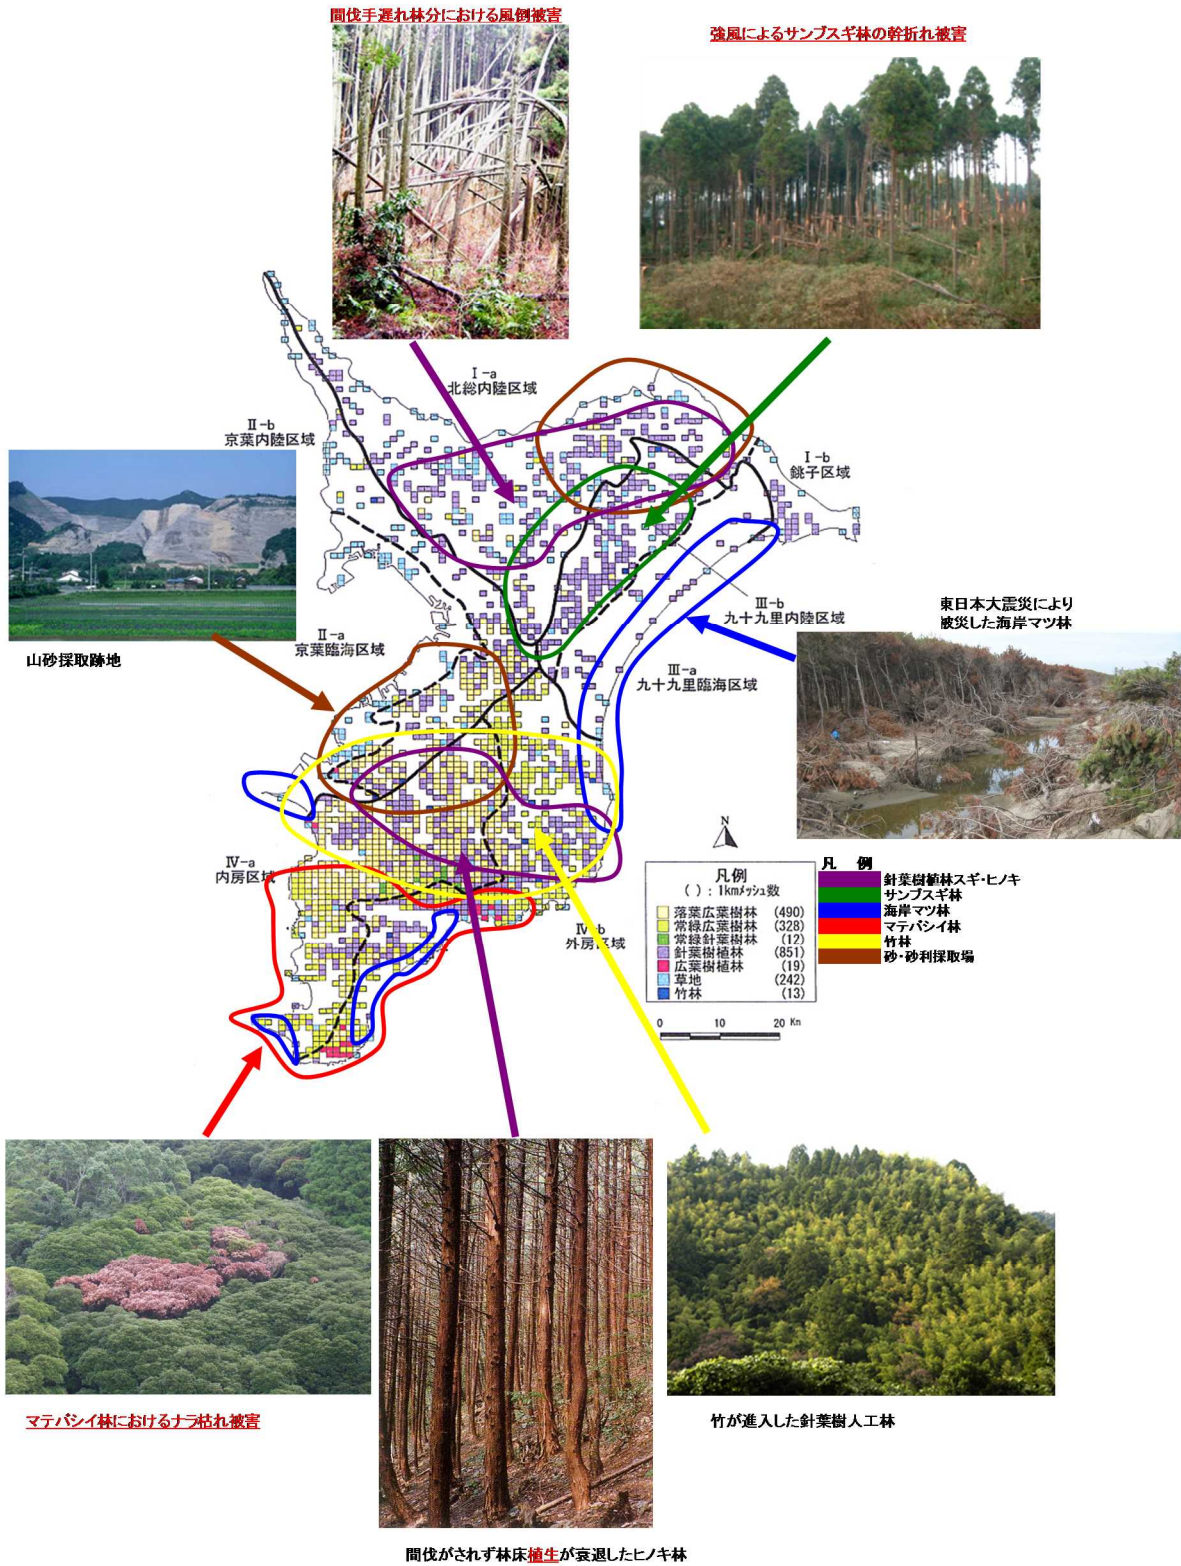 間伐手遅れ林分における風倒被害
強風によるサンブスギ林の幹折れ被害
Ⅰ-a
北総内陸区域
Ⅱ-b
京葉内陸区域
Ⅰ-b
銚子区域
Ⅱ-a
京葉臨海区域
山砂採取跡地
Ⅲ-b
九十九里内陸区域
東日本大震災により
被災した海岸マツ林
Ⅲ-a
九十九里臨海区域
Ⅳ-a
内房区域
Ⅳ-b
外房区域
N
凡例
( ) : 1kmメッシュ数
落葉広葉樹林 (490)
常緑広葉樹林 (328)
常緑針葉樹林 (12)
針葉樹植林 (851)
広葉樹植林 (19)
草地 (242)
竹林 (13)
0 10 20 Km
凡 例
針葉樹植林スギ・ヒノキ
サンブスギ林
海岸マツ林
マテバシイ林
竹林
砂・砂利採取場
マテバシイ林におけるナラ枯れ被害
竹が進入した針葉樹人工林
間伐がされず林床植生が衰退したヒノキ林